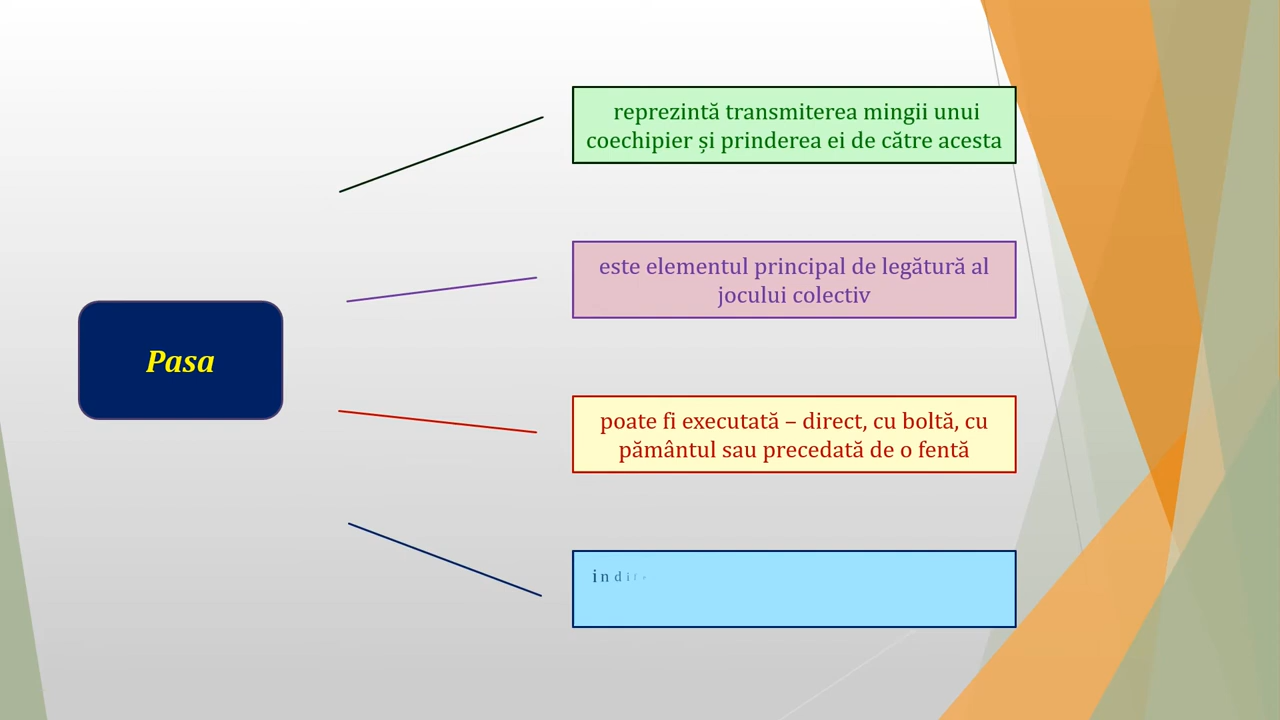 reprezintă transmiterea mingii unui
coechipier și prinderea ei de către acesta
este elementul principal de legătură al
jocului colectiv
Pasa
poate fi executată – direct, cu boltă, cu
pământul sau precedată de o fentă